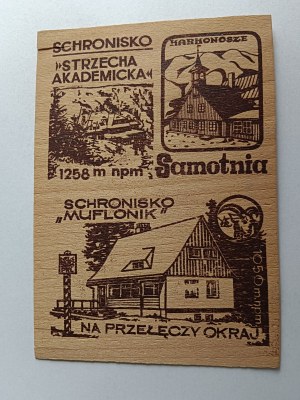 SCHRONISKO
»STRZECHA
AKADEMICKA«
1258 m npm
KARKONOSZE
Samotnia
SCHRONISKO
„MUFLONIK”
1050 m npm
NA PRZEŁĘCZY OKRAJ